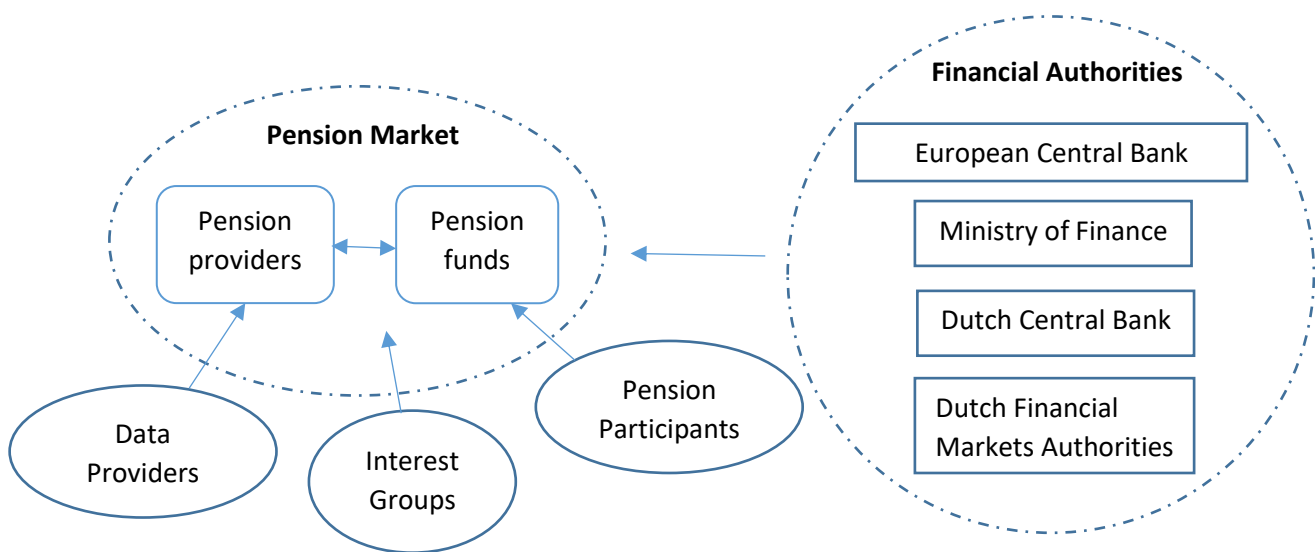 Financial Authorities
Pension Market
European Central Bank
Pension
providers
Pension
funds
Ministry of Finance
Dutch Central Bank
Pension
Participants
Dutch Financial
Markets Authorities
Data
Providers
Interest
Groups